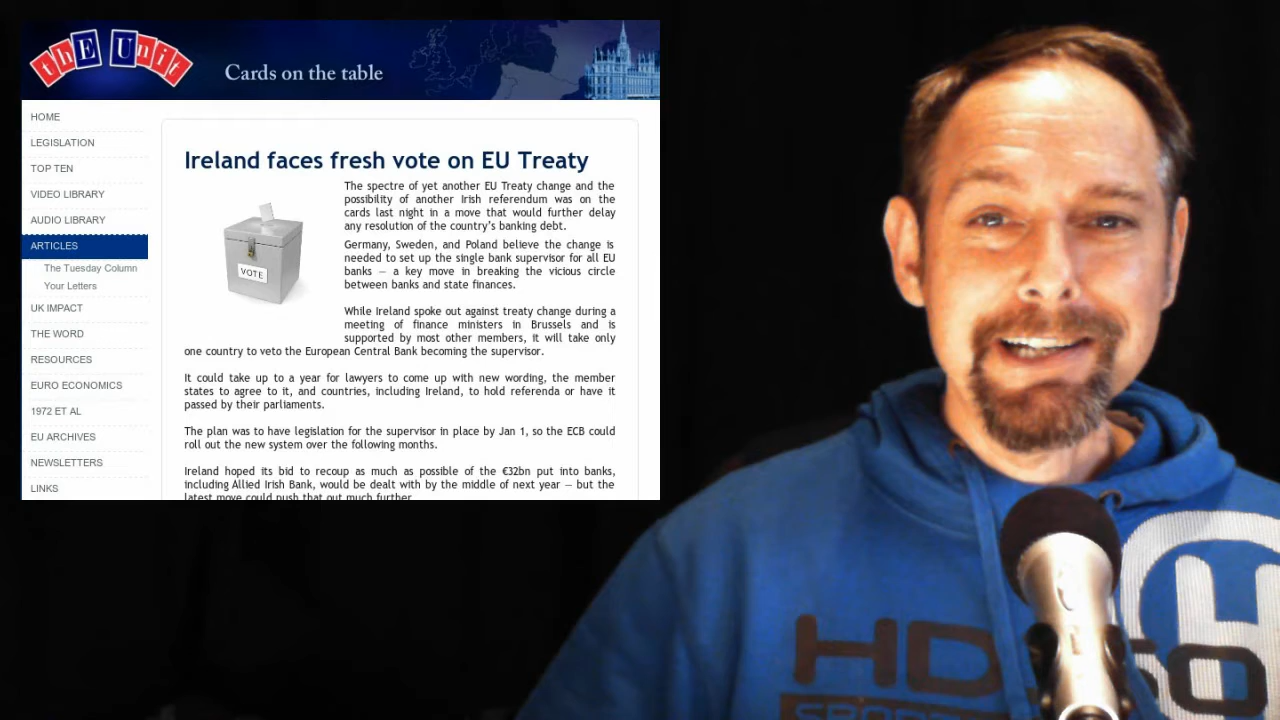 thE Unit
Cards on the table
HOME
LEGISLATION
TOP TEN
VIDEO LIBRARY
AUDIO LIBRARY
ARTICLES
The Tuesday Column
Your Letters
UK IMPACT
THE WORD
RESOURCES
EURO ECONOMICS
1972 ET AL
EU ARCHIVES
NEWSLETTERS
LINKS
Ireland faces fresh vote on EU Treaty
VOTE
The spectre of yet another EU Treaty change and the
possibility of another Irish referendum was on the
cards last night in a move that would further delay
any resolution of the country's banking debt.
Germany, Sweden, and Poland believe the change is
needed to set up the single bank supervisor for all EU
banks — a key move in breaking the vicious circle
between banks and state finances.
While Ireland spoke out against treaty change during a
meeting of finance ministers in Brussels and is
supported by most other members, it will take only
one country to veto the European Central Bank becoming the supervisor.
It could take up to a year for lawyers to come up with new wording, the member
states to agree to it, and countries, including Ireland, to hold referenda or have it
passed by their parliaments.
The plan was to have legislation for the supervisor in place by Jan 1, so the ECB could
roll out the new system over the following months.
Ireland hoped its bid to recoup as much as possible of the €32bn put into banks,
including Allied Irish Bank, would be dealt with by the middle of next year — but the
latest move could push that out much further.
HD
SO